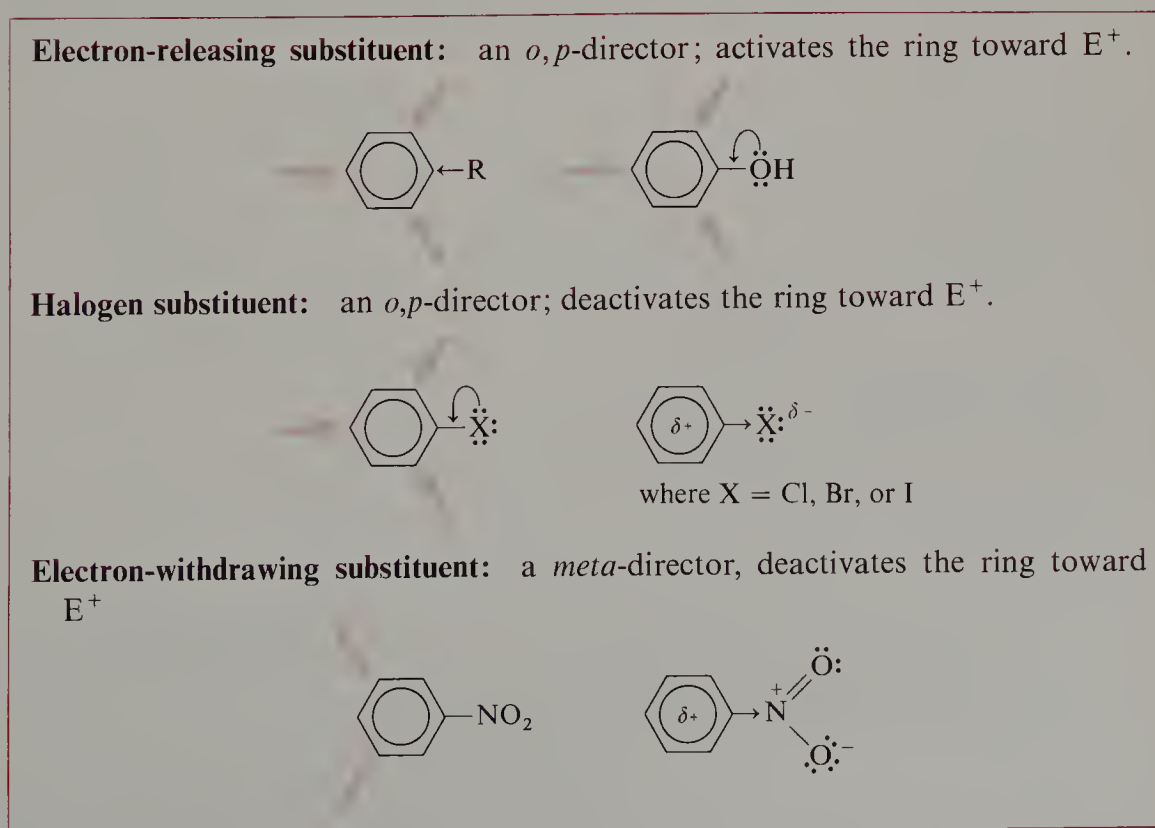 Electron-releasing substituent: an o,p-director; activates the ring toward E⁺.
←R
ÖH
Halogen substituent: an o,p-director; deactivates the ring toward E⁺.
Ẍ:
δ+ → Ẍ: δ−
where X = Cl, Br, or I
Electron-withdrawing substituent: a meta-director, deactivates the ring toward
E⁺
Ö:
NO₂
δ+ → N⁺
O⁻